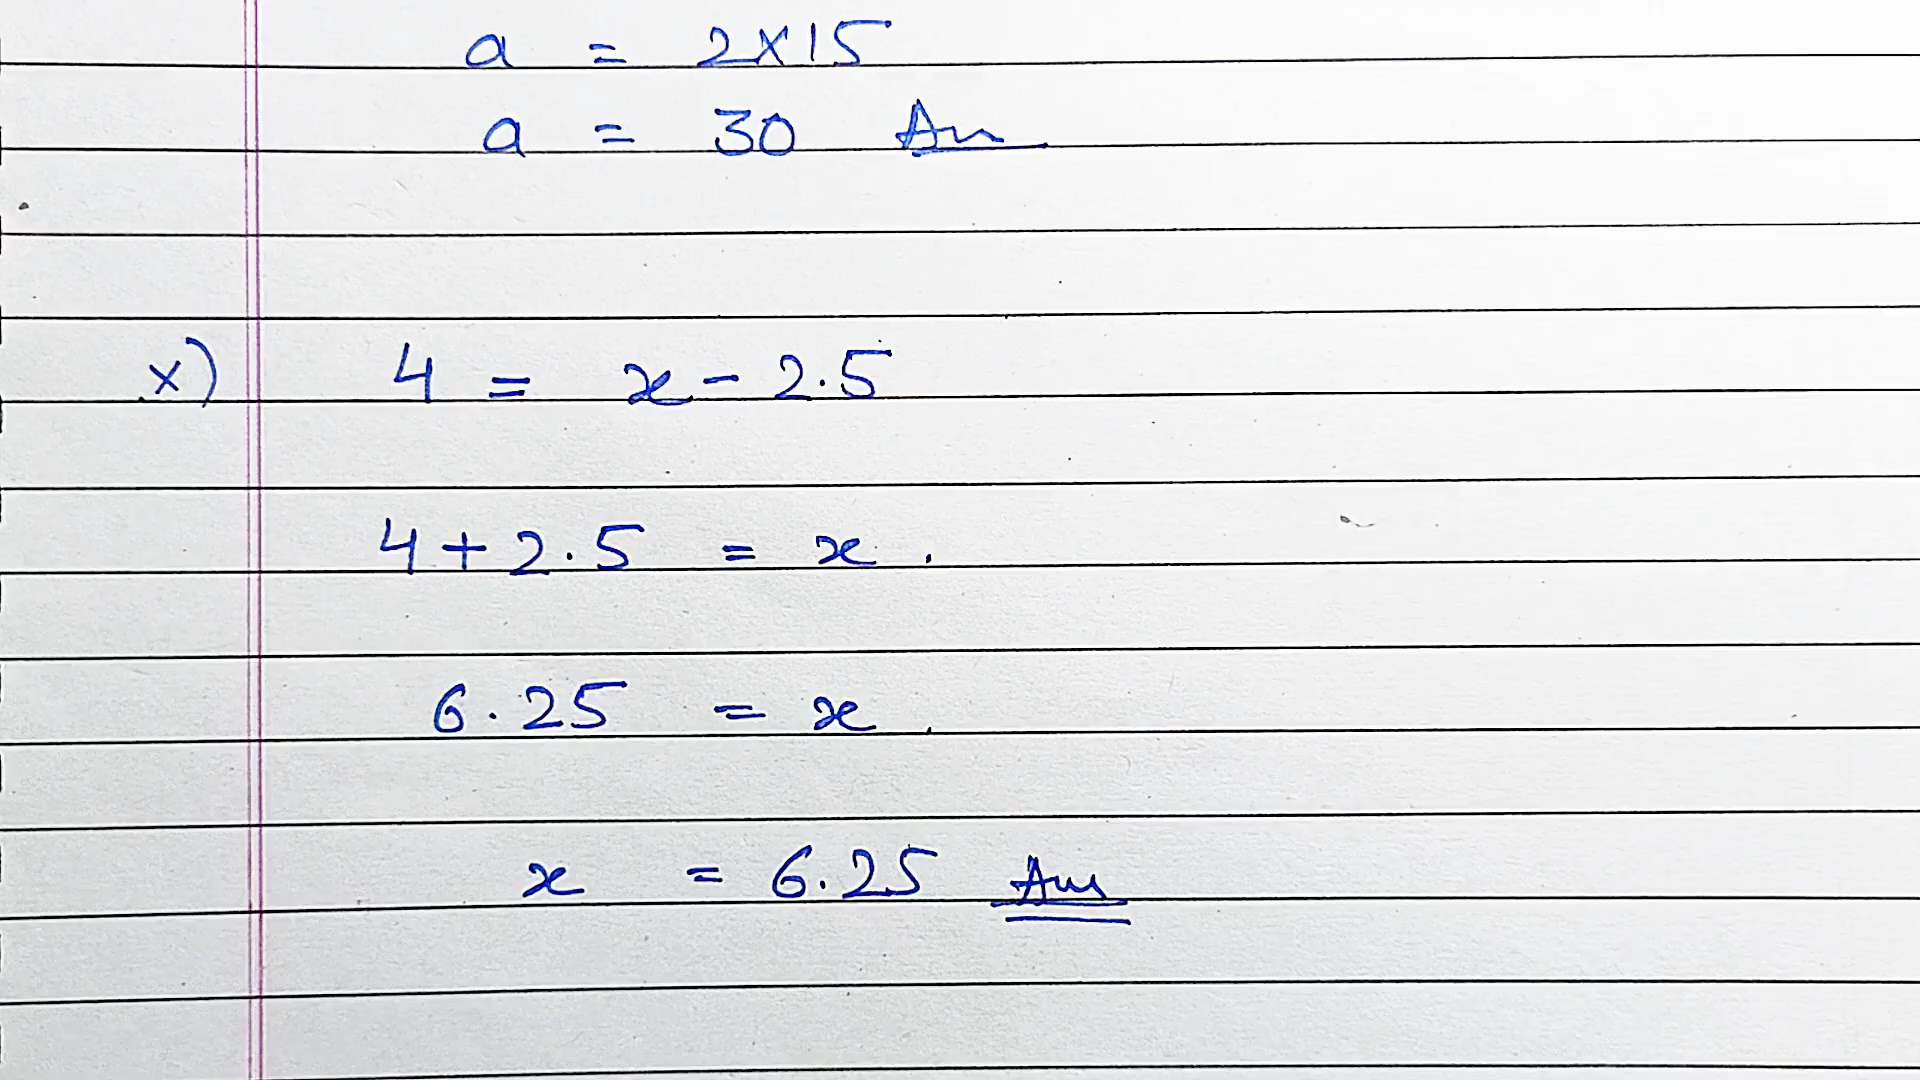 a = 2×15
a = 30 Ans
x) 4 = x - 2.5
4 + 2.5 = x.
6.25 = x.
x = 6.25 Ans